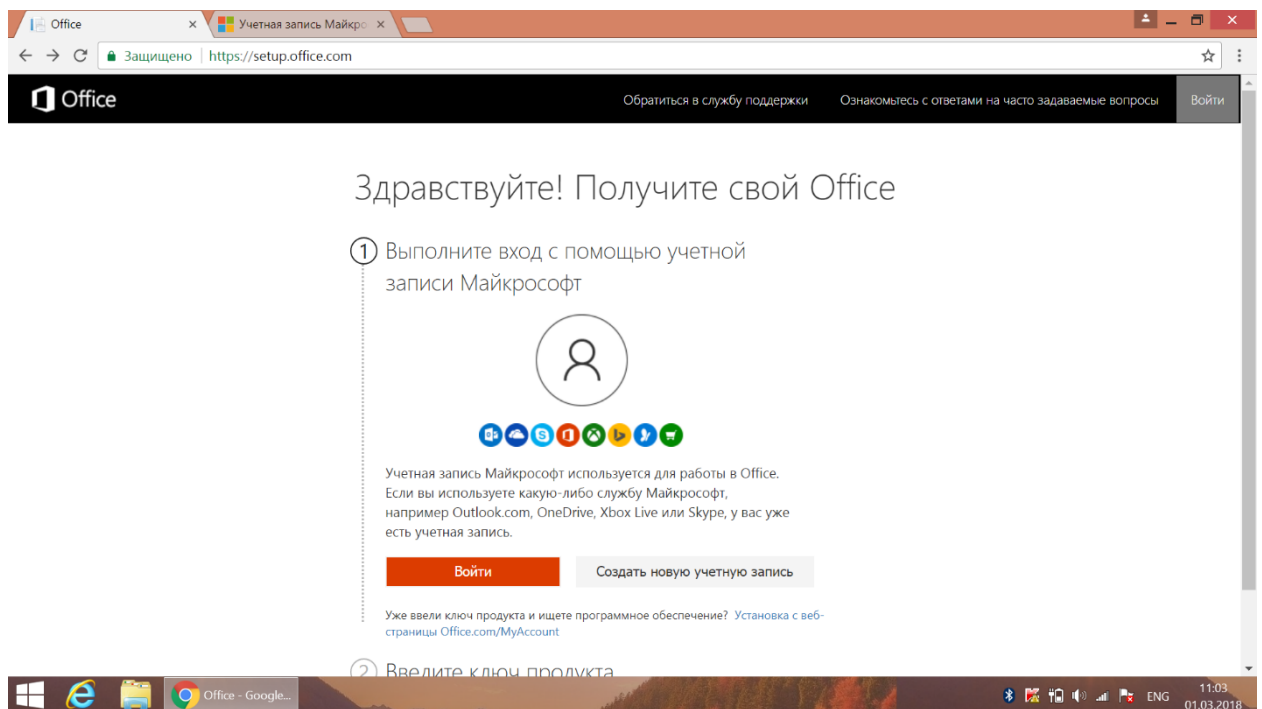 Office
Учетная запись Майкро
Защищено
https://setup.office.com
Office
Обратиться в службу поддержки
Ознакомьтесь с ответами на часто задаваемые вопросы
Войти
Здравствуйте! Получите свой Office
1 Выполните вход с помощью учетной
записи Майкрософт
Учетная запись Майкрософт используется для работы в Office.
Если вы используете какую-либо службу Майкрософт,
например Outlook.com, OneDrive, Xbox Live или Skype, у вас уже
есть учетная запись.
Войти
Создать новую учетную запись
Уже ввели ключ продукта и ищете программное обеспечение? Установка с веб-
страницы Office.com/MyAccount
2 Введите ключ продукта
Office - Google...
ENG
11:03
01.03.2018